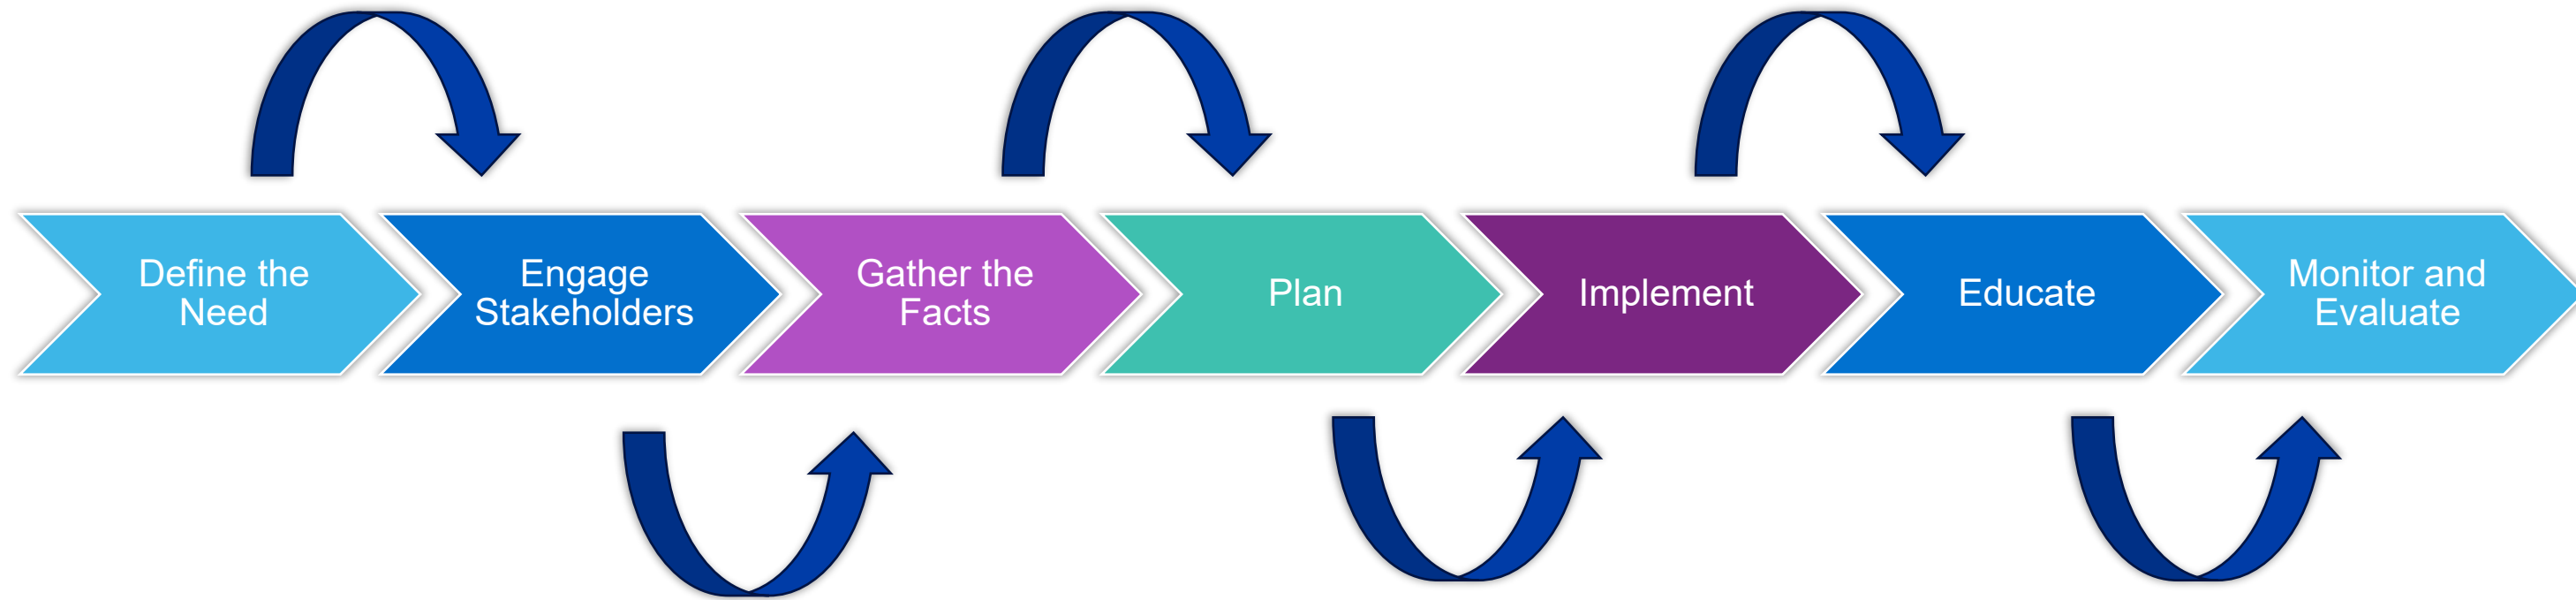 Define the
Need
Engage
Stakeholders
Gather the
Facts
Plan
Implement
Educate
Monitor and
Evaluate